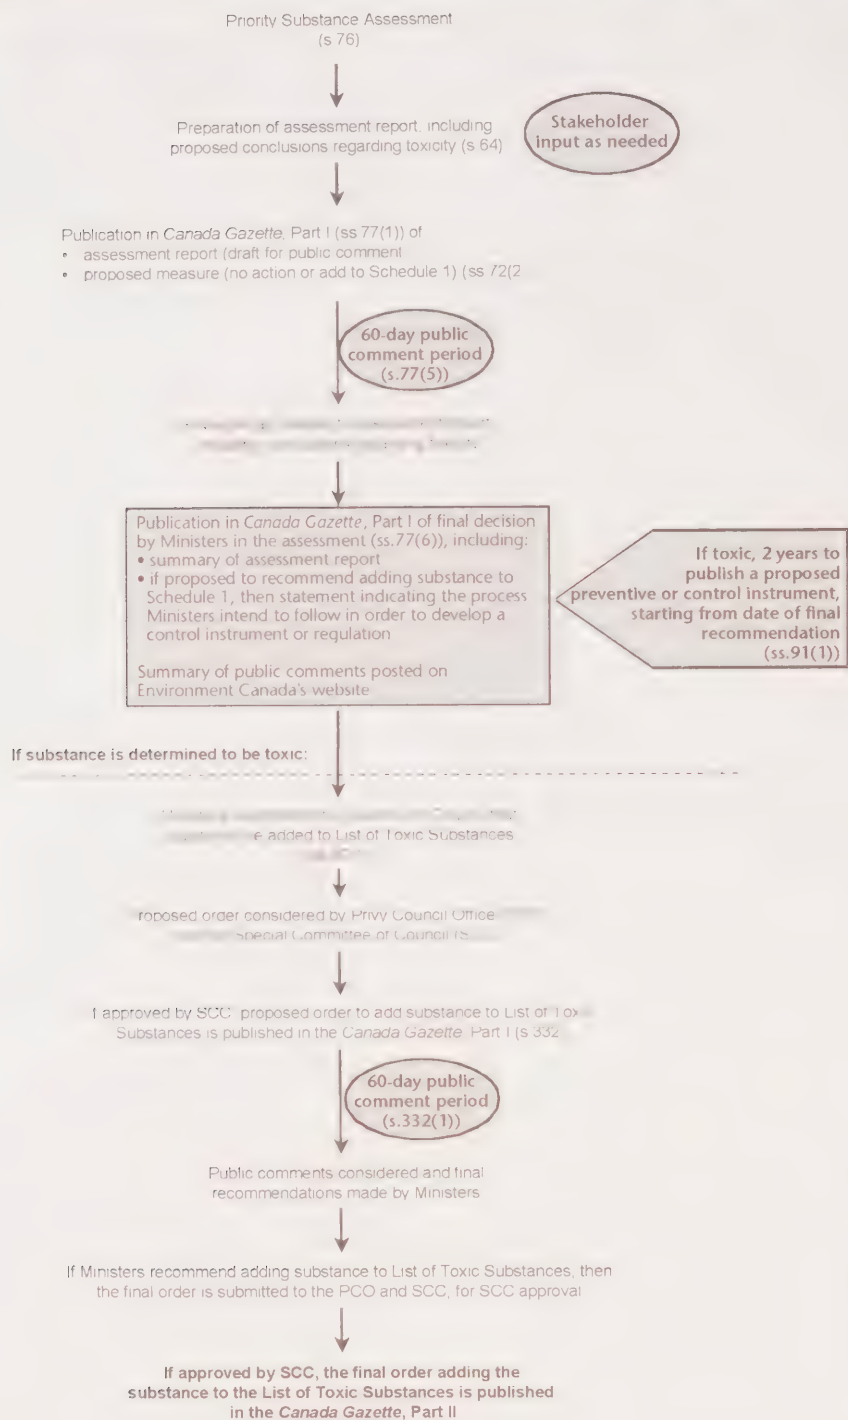 Priority Substance Assessment
(s 76)
Preparation of assessment report, including
proposed conclusions regarding toxicity (s 64)
Stakeholder
input as needed
Publication in Canada Gazette, Part I (ss 77(1)) of
• assessment report (draft for public comment
• proposed measure (no action or add to Schedule 1) (ss 72(2
60-day public
comment period
(s.77(5))
Publication in Canada Gazette, Part I of final decision
by Ministers in the assessment (ss.77(6)), including:
• summary of assessment report
• if proposed to recommend adding substance to
Schedule 1, then statement indicating the process
Ministers intend to follow in order to develop a
control instrument or regulation
Summary of public comments posted on
Environment Canada's website
If toxic, 2 years to
publish a proposed
preventive or control instrument,
starting from date of final
recommendation
(ss.91(1))
If substance is determined to be toxic:
added to List of Toxic Substances
roposed order considered by Privy Council Office
Special Committee of Council
f approved by SCC proposed order to add substance to List of Tox
Substances is published in the Canada Gazette Part I (s 332
60-day public
comment period
(s.332(1))
Public comments considered and final
recommendations made by Ministers
If Ministers recommend adding substance to List of Toxic Substances, then
the final order is submitted to the PCO and SCC, for SCC approval
If approved by SCC, the final order adding the
substance to the List of Toxic Substances is published
in the Canada Gazette, Part II